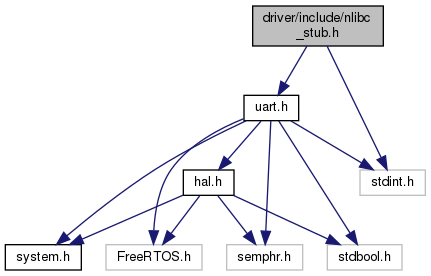 driver/include/nlibc
_stub.h
uart.h
hal.h
stdint.h
system.h
FreeRTOS.h
semphr.h
stdbool.h